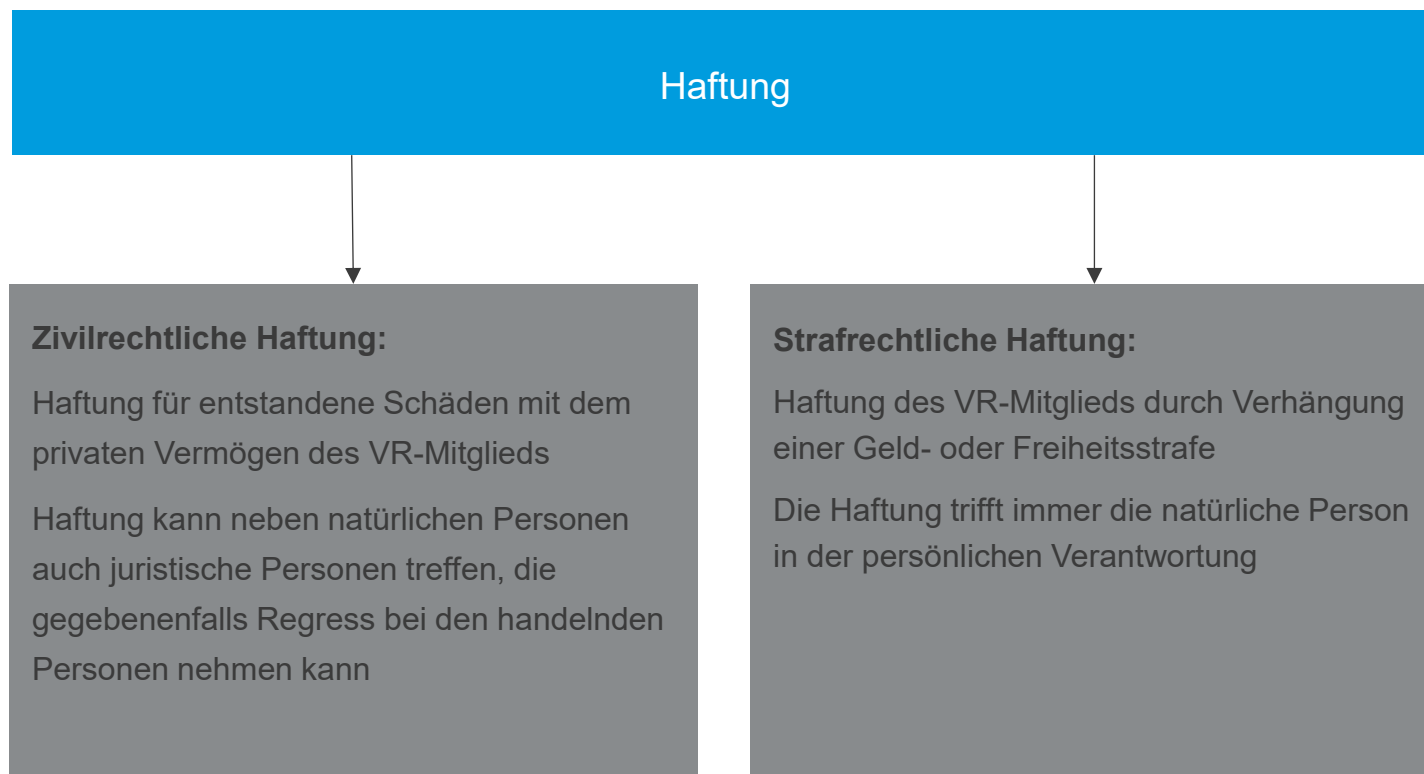 Haftung
Zivilrechtliche Haftung:
Haftung für entstandene Schäden mit dem
privaten Vermögen des VR-Mitglieds
Haftung kann neben natürlichen Personen
auch juristische Personen treffen, die
gegebenenfalls Regress bei den handelnden
Personen nehmen kann
Strafrechtliche Haftung:
Haftung des VR-Mitglieds durch Verhängung
einer Geld- oder Freiheitsstrafe
Die Haftung trifft immer die natürliche Person
in der persönlichen Verantwortung